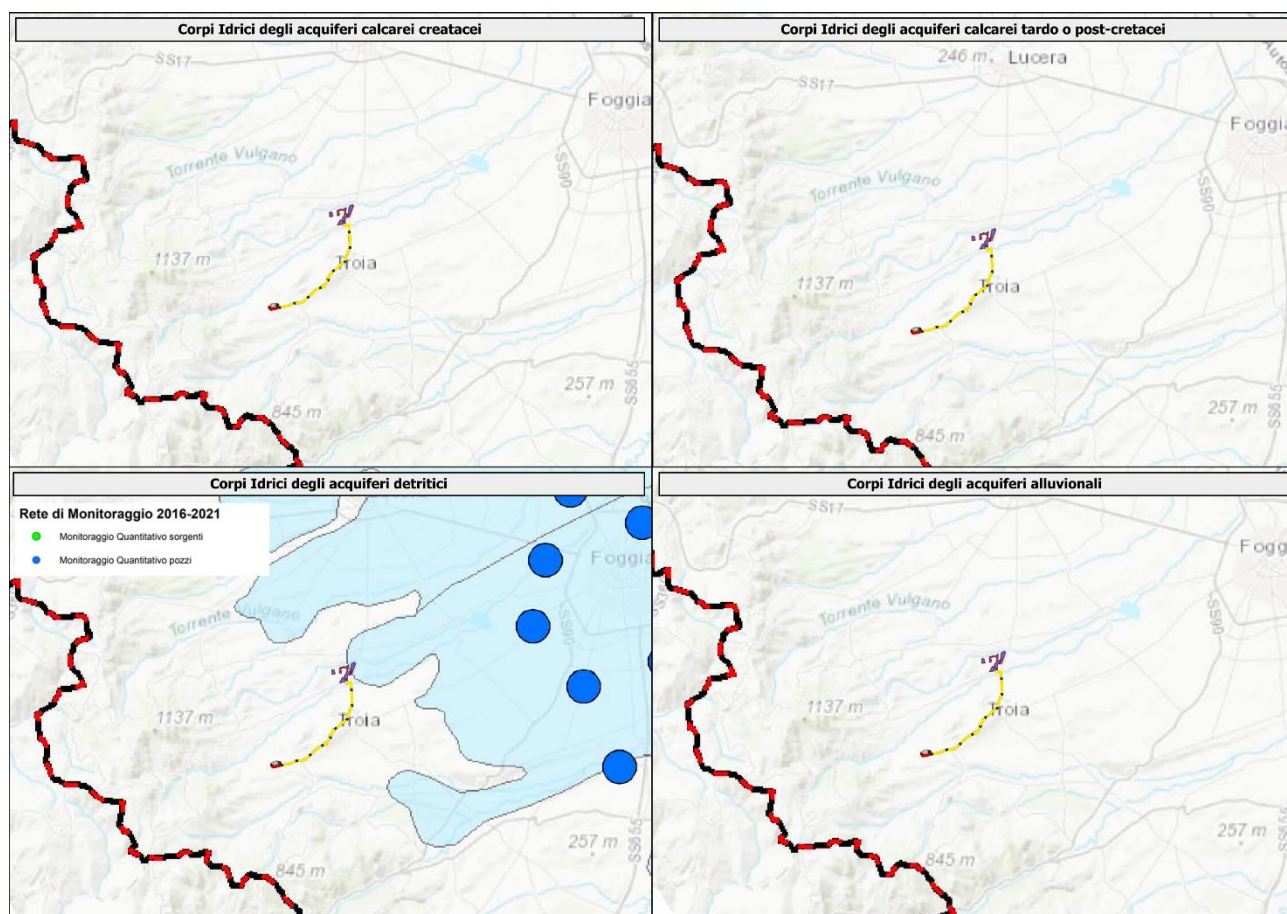 Corpi Idrici degli acquiferi calcarei creatacei
SS17
Foggia
Torrente Vulgano
SS90
1137 m
Troia
257 m
845 m
SS655
Corpi Idrici degli acquiferi calcarei tardo o post-cretacei
246 m
Lucera
SS17
Foggia
Torrente Vulgano
SS90
1137 m
Troia
257 m
845 m
SS655
Corpi Idrici degli acquiferi detritici
Rete di Monitoraggio 2016-2021
Monitoraggio Quantitativo sorgenti
Monitoraggio Quantitativo pozzi
Foggia
Torrente Vulgano
SS90
1137 m
Troia
257 m
845 m
SS655
Corpi Idrici degli acquiferi alluvionali
SS17
Fogg
Torrente Vulgano
SS90
1137 m
Troia
257 m
845 m
SS655